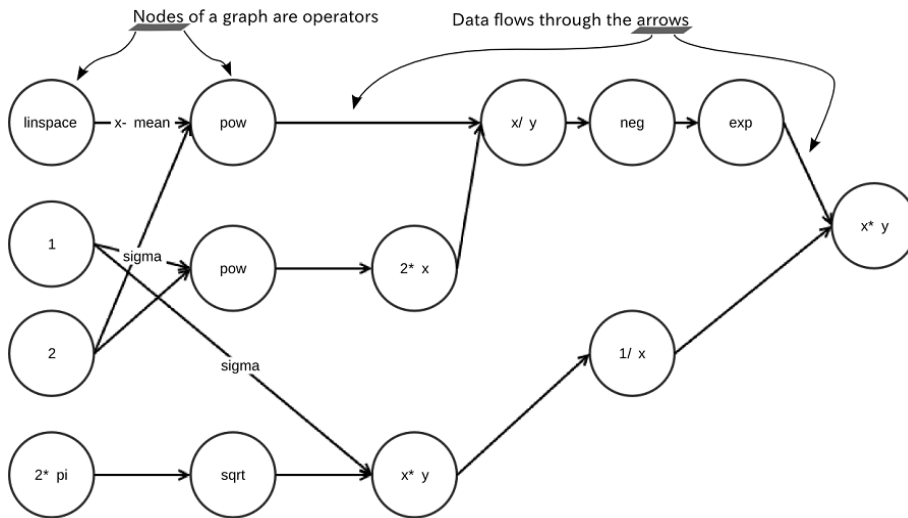 Nodes of a graph are operators
Data flows through the arrows
linspace
x- mean
pow
x/ y
neg
exp
1
sigma
pow
2* x
x* y
2
sigma
1/ x
2* pi
sqrt
x* y